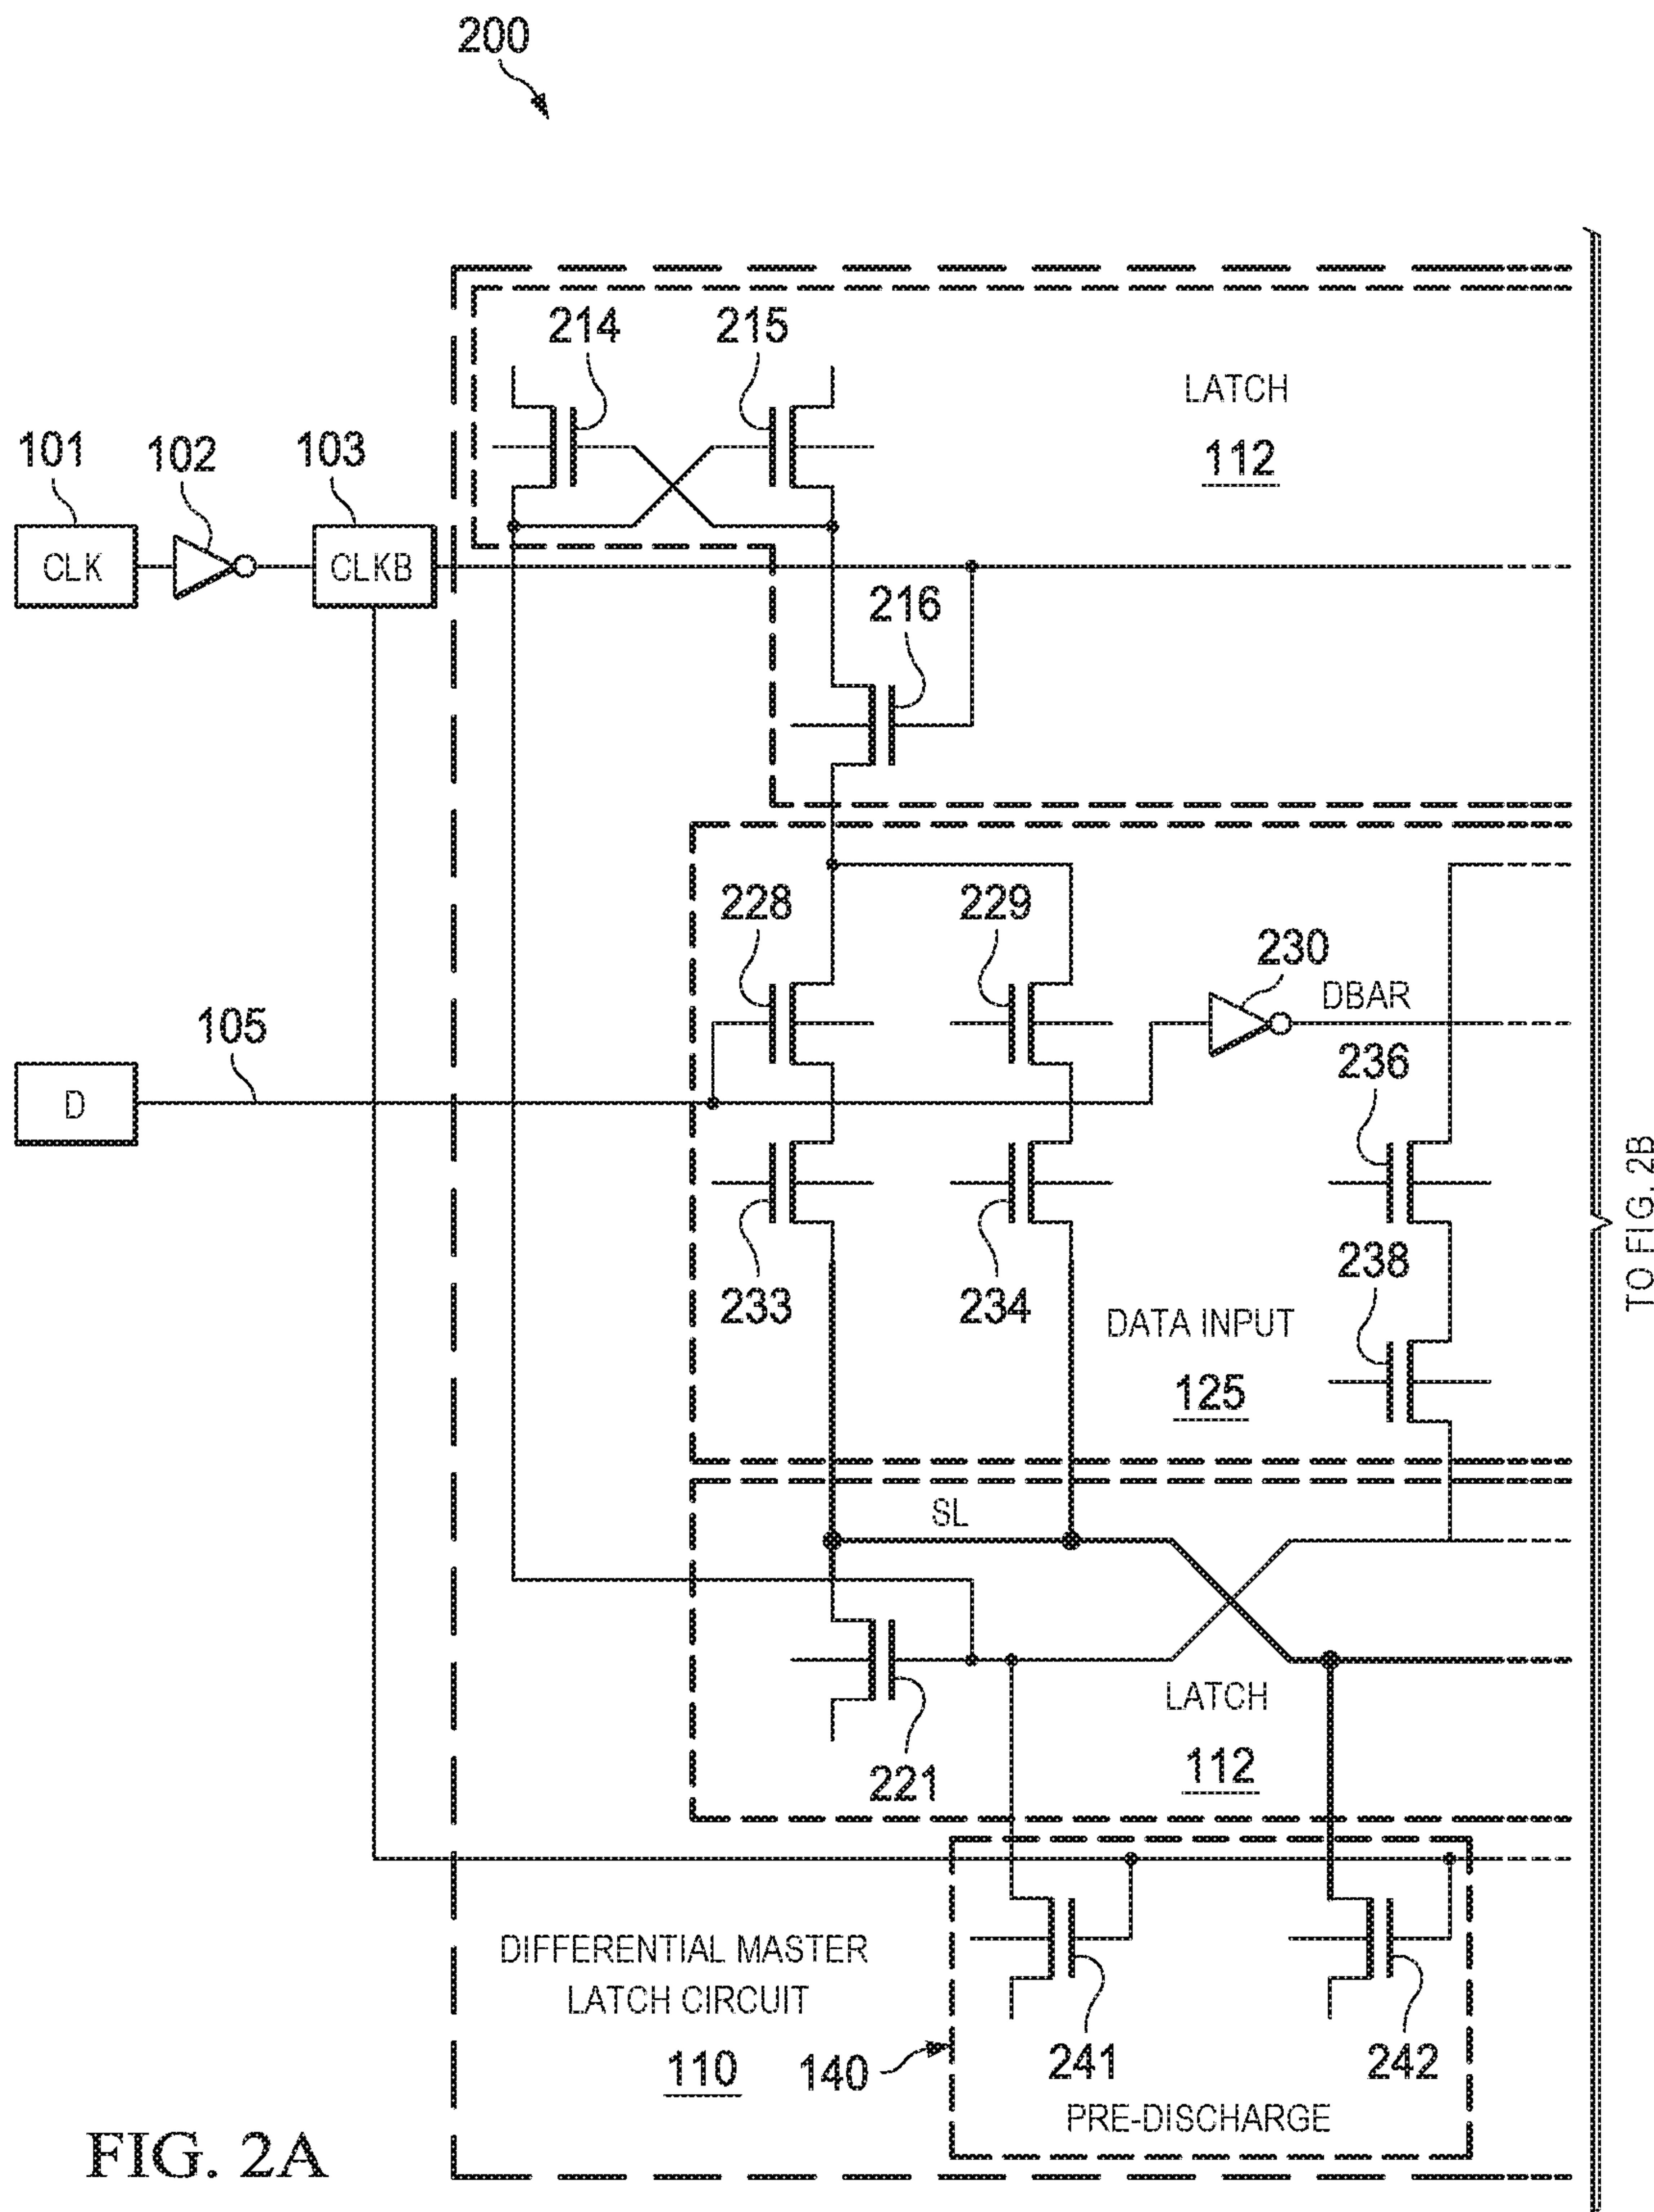 200
214
215
LATCH
112
101
102
103
CLK
CLKB
216
228
229
230
DBAR
105
236
D
TO FIG. 2B
238
233
234
DATA INPUT
125
SL
LATCH
221
112
DIFFERENTIAL MASTER
LATCH CIRCUIT
110
140
241
242
PRE-DISCHARGE
FIG. 2A